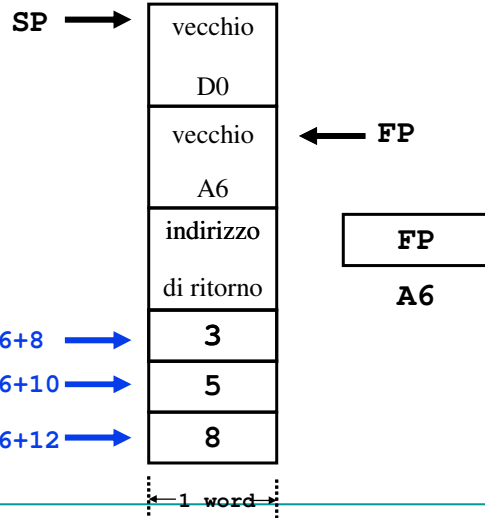 SP
vecchio
D0
vecchio
FP
A6
indirizzo
FP
di ritorno
A6
6+8
3
6+10
5
6+12
8
1 word